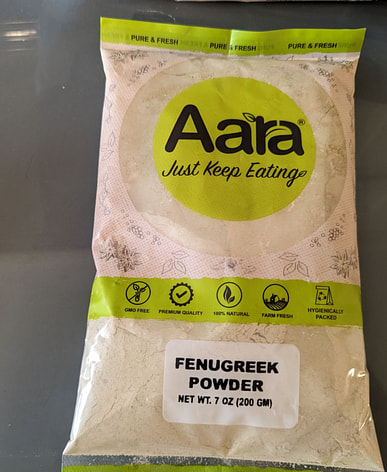 PURE & FRESH PURE & FRESH PURE & FRESH
Aara®
Just Keep Eating
GMO FREE
PREMIUM QUALITY
100% NATURAL
FARM FRESH
HYGIENICALLY
PACKED
FENUGREEK
POWDER
NET WT. 7 OZ (200 GM)